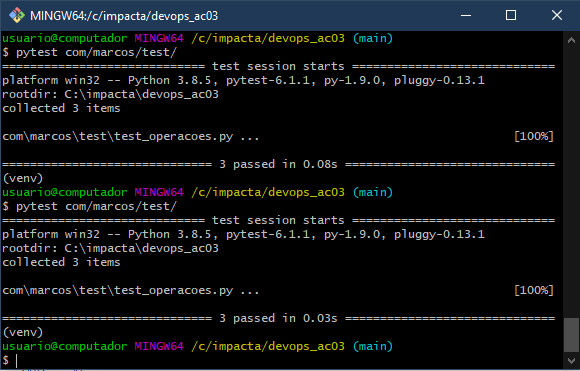 MINGW64:/c/impacta/devops_ac03
usuario@computador MINGW64 /c/impacta/devops_ac03 (main)
$ pytest com/marcos/test/
============================= test session starts =============================
platform win32 -- Python 3.8.5, pytest-6.1.1, py-1.9.0, pluggy-0.13.1
rootdir: C:\impacta\devops_ac03
collected 3 items
com\marcos\test\test_operacoes.py ... [100%]
============================== 3 passed in 0.08s ==============================
(venv)
usuario@computador MINGW64 /c/impacta/devops_ac03 (main)
$ pytest com/marcos/test/
============================= test session starts =============================
platform win32 -- Python 3.8.5, pytest-6.1.1, py-1.9.0, pluggy-0.13.1
rootdir: C:\impacta\devops_ac03
collected 3 items
com\marcos\test\test_operacoes.py ... [100%]
============================== 3 passed in 0.03s ==============================
(venv)
usuario@computador MINGW64 /c/impacta/devops_ac03 (main)
$